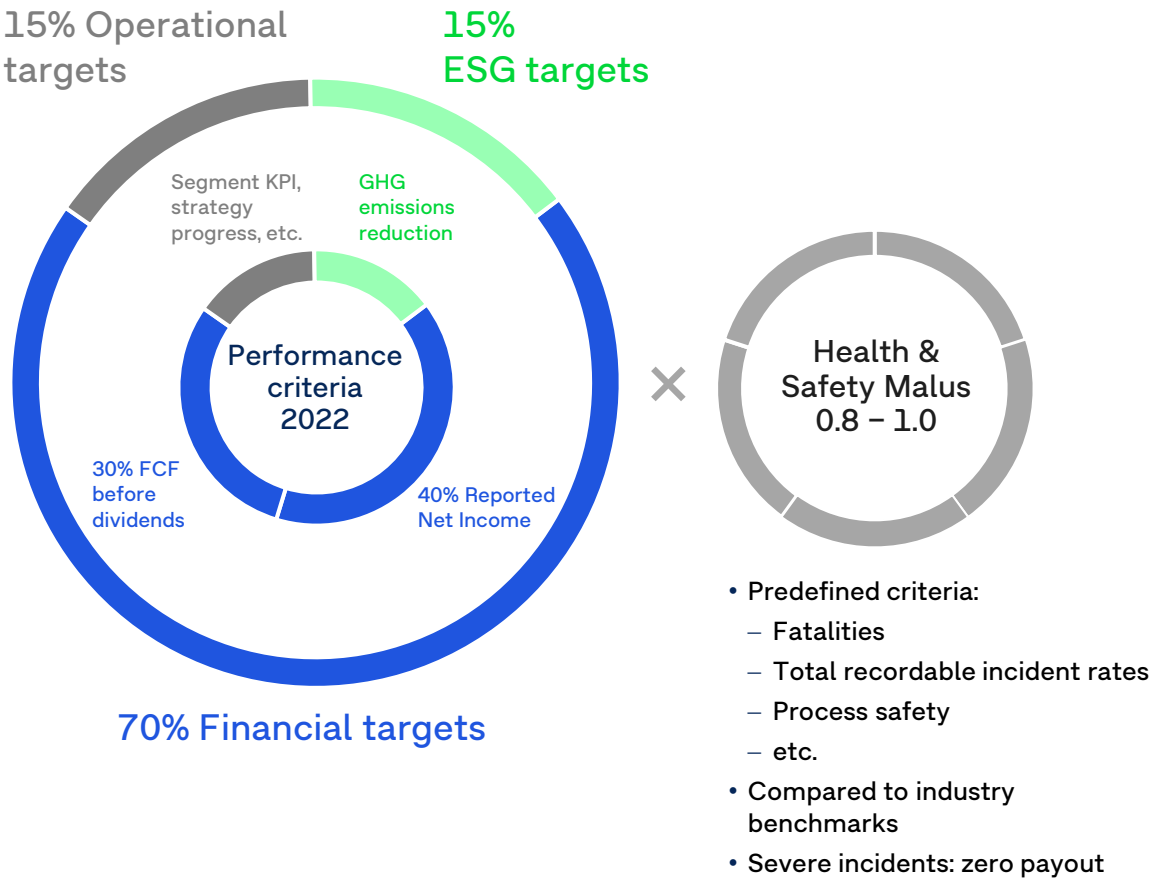 15% Operational
targets
15%
ESG targets
Segment KPI,
strategy
progress, etc.
GHG
emissions
reduction
Performance
criteria
2022
30% FCF
before
dividends
40% Reported
Net Income
70% Financial targets
×
Health &
Safety Malus
0.8 – 1.0
• Predefined criteria:
– Fatalities
– Total recordable incident rates
– Process safety
– etc.
• Compared to industry
benchmarks
• Severe incidents: zero payout